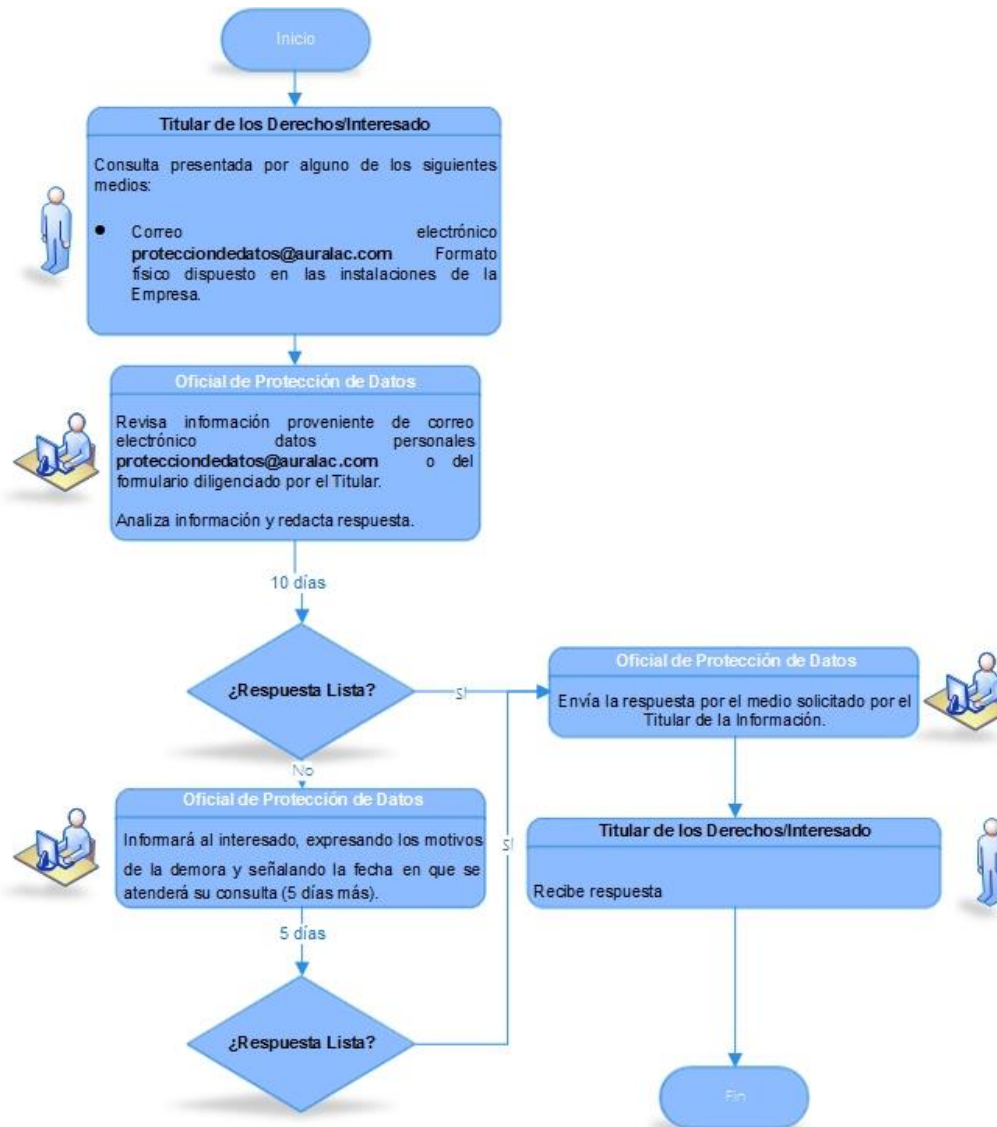 Inicio
Titular de los Derechos/Interesado
Consulta presentada por alguno de los siguientes
medios:
● Correo electrónico
protecciondedatos@auralac.com Formato
físico dispuesto en las instalaciones de la
Empresa.
Oficial de Protección de Datos
Revisa información proveniente de correo
electrónico datos personales
protecciondedatos@auralac.com o del
formulario diligenciado por el Titular.
Analiza información y redacta respuesta.
10 días
¿Respuesta Lista?
SI
No
Oficial de Protección de Datos
Informará al interesado, expresando los motivos
de la demora y señalando la fecha en que se
atenderá su consulta (5 días más).
5 días
¿Respuesta Lista?
SI
Oficial de Protección de Datos
Envía la respuesta por el medio solicitado por el
Titular de la Información.
Titular de los Derechos/Interesado
Recibe respuesta
Fin